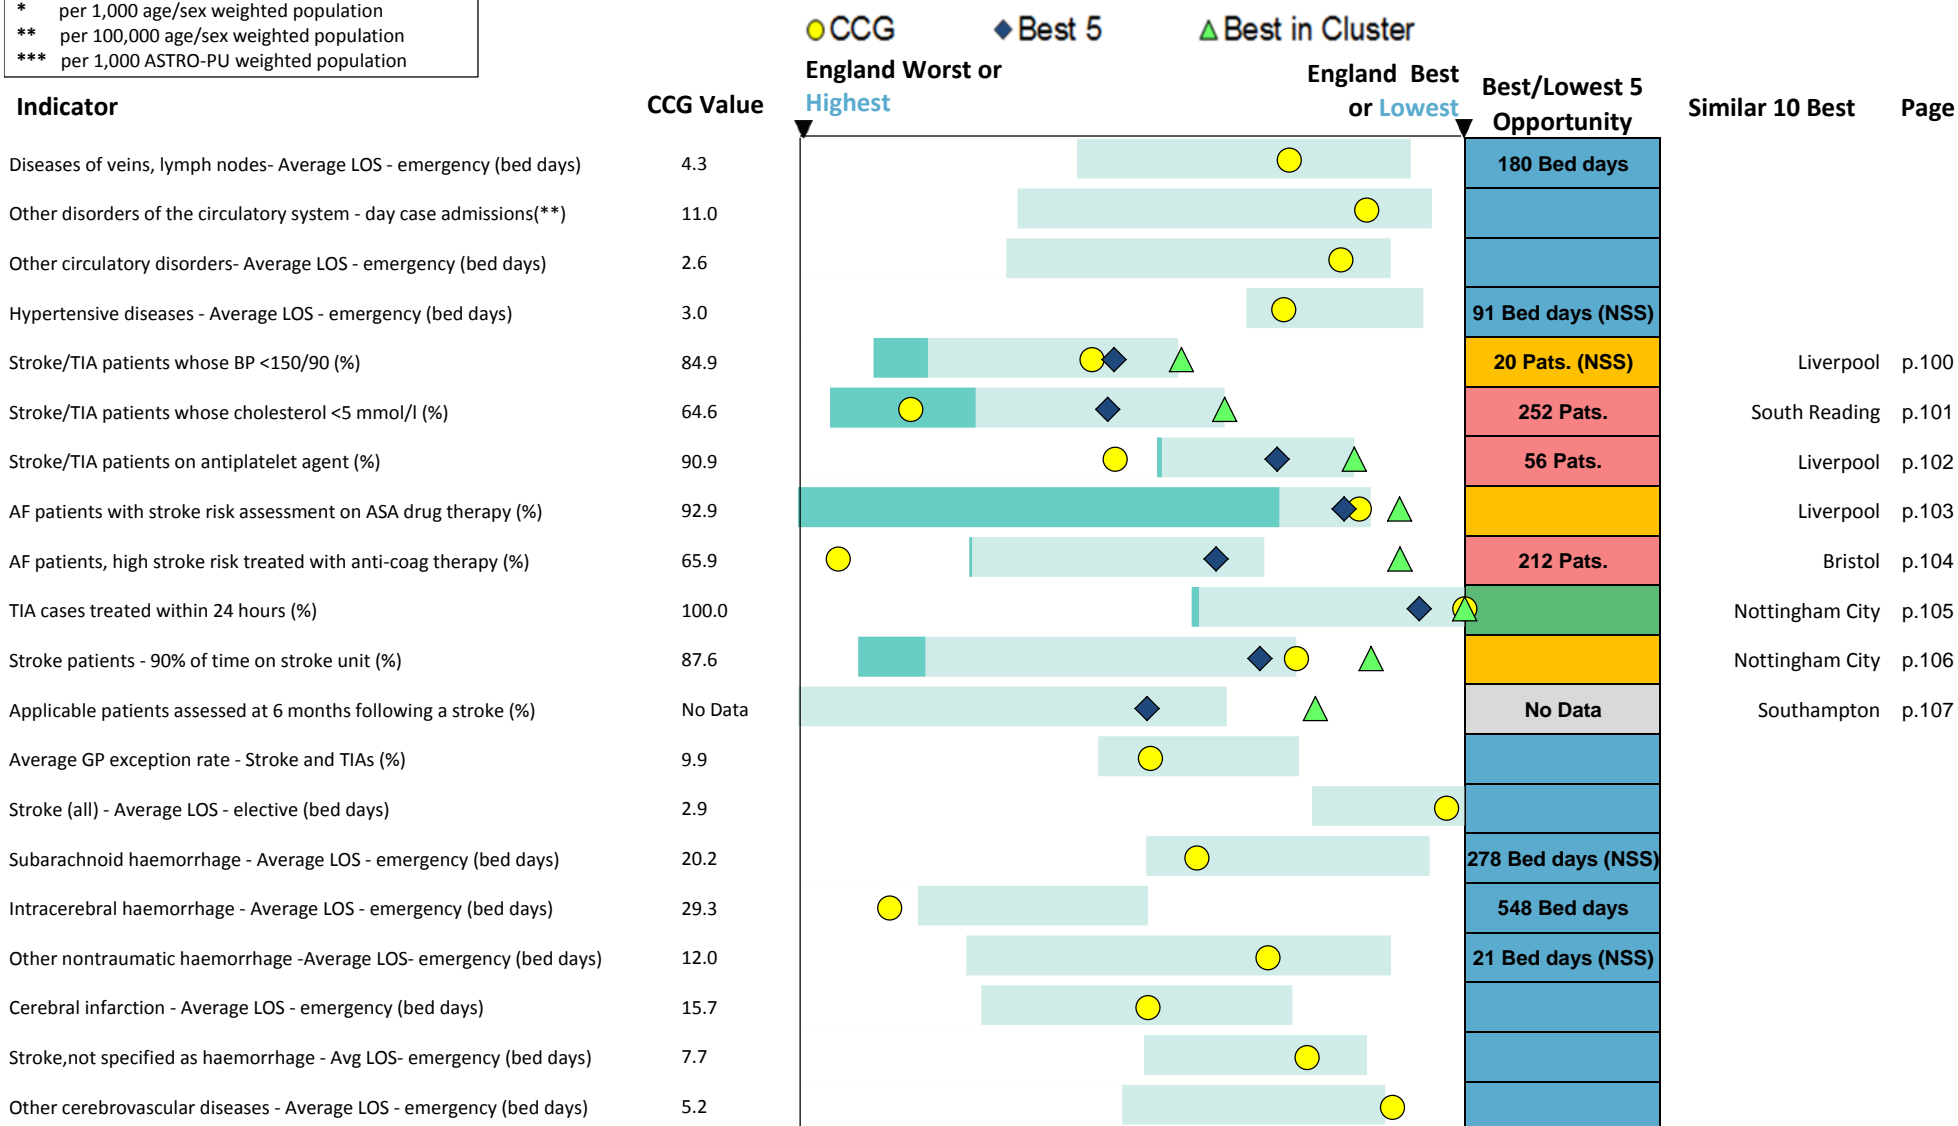 * per 1,000 age/sex weighted population
** per 100,000 age/sex weighted population
*** per 1,000 ASTRO-PU weighted population
CCG Best 5 Best in Cluster
Indicator CCG Value England Worst or Highest England Best or Lowest Best/Lowest 5 Opportunity Similar 10 Best Page
Diseases of veins, lymph nodes- Average LOS - emergency (bed days) 4.3 180 Bed days
Other disorders of the circulatory system - day case admissions(**) 11.0
Other circulatory disorders- Average LOS - emergency (bed days) 2.6
Hypertensive diseases - Average LOS - emergency (bed days) 3.0 91 Bed days (NSS)
Stroke/TIA patients whose BP <150/90 (%) 84.9 20 Pats. (NSS) Liverpool p.100
Stroke/TIA patients whose cholesterol <5 mmol/l (%) 64.6 252 Pats. South Reading p.101
Stroke/TIA patients on antiplatelet agent (%) 90.9 56 Pats. Liverpool p.102
AF patients with stroke risk assessment on ASA drug therapy (%) 92.9 Liverpool p.103
AF patients, high stroke risk treated with anti-coag therapy (%) 65.9 212 Pats. Bristol p.104
TIA cases treated within 24 hours (%) 100.0 Nottingham City p.105
Stroke patients - 90% of time on stroke unit (%) 87.6 Nottingham City p.106
Applicable patients assessed at 6 months following a stroke (%) No Data No Data Southampton p.107
Average GP exception rate - Stroke and TIAs (%) 9.9
Stroke (all) - Average LOS - elective (bed days) 2.9
Subarachnoid haemorrhage - Average LOS - emergency (bed days) 20.2 278 Bed days (NSS)
Intracerebral haemorrhage - Average LOS - emergency (bed days) 29.3 548 Bed days
Other nontraumatic haemorrhage -Average LOS- emergency (bed days) 12.0 21 Bed days (NSS)
Cerebral infarction - Average LOS - emergency (bed days) 15.7
Stroke,not specified as haemorrhage - Avg LOS- emergency (bed days) 7.7
Other cerebrovascular diseases - Average LOS - emergency (bed days) 5.2